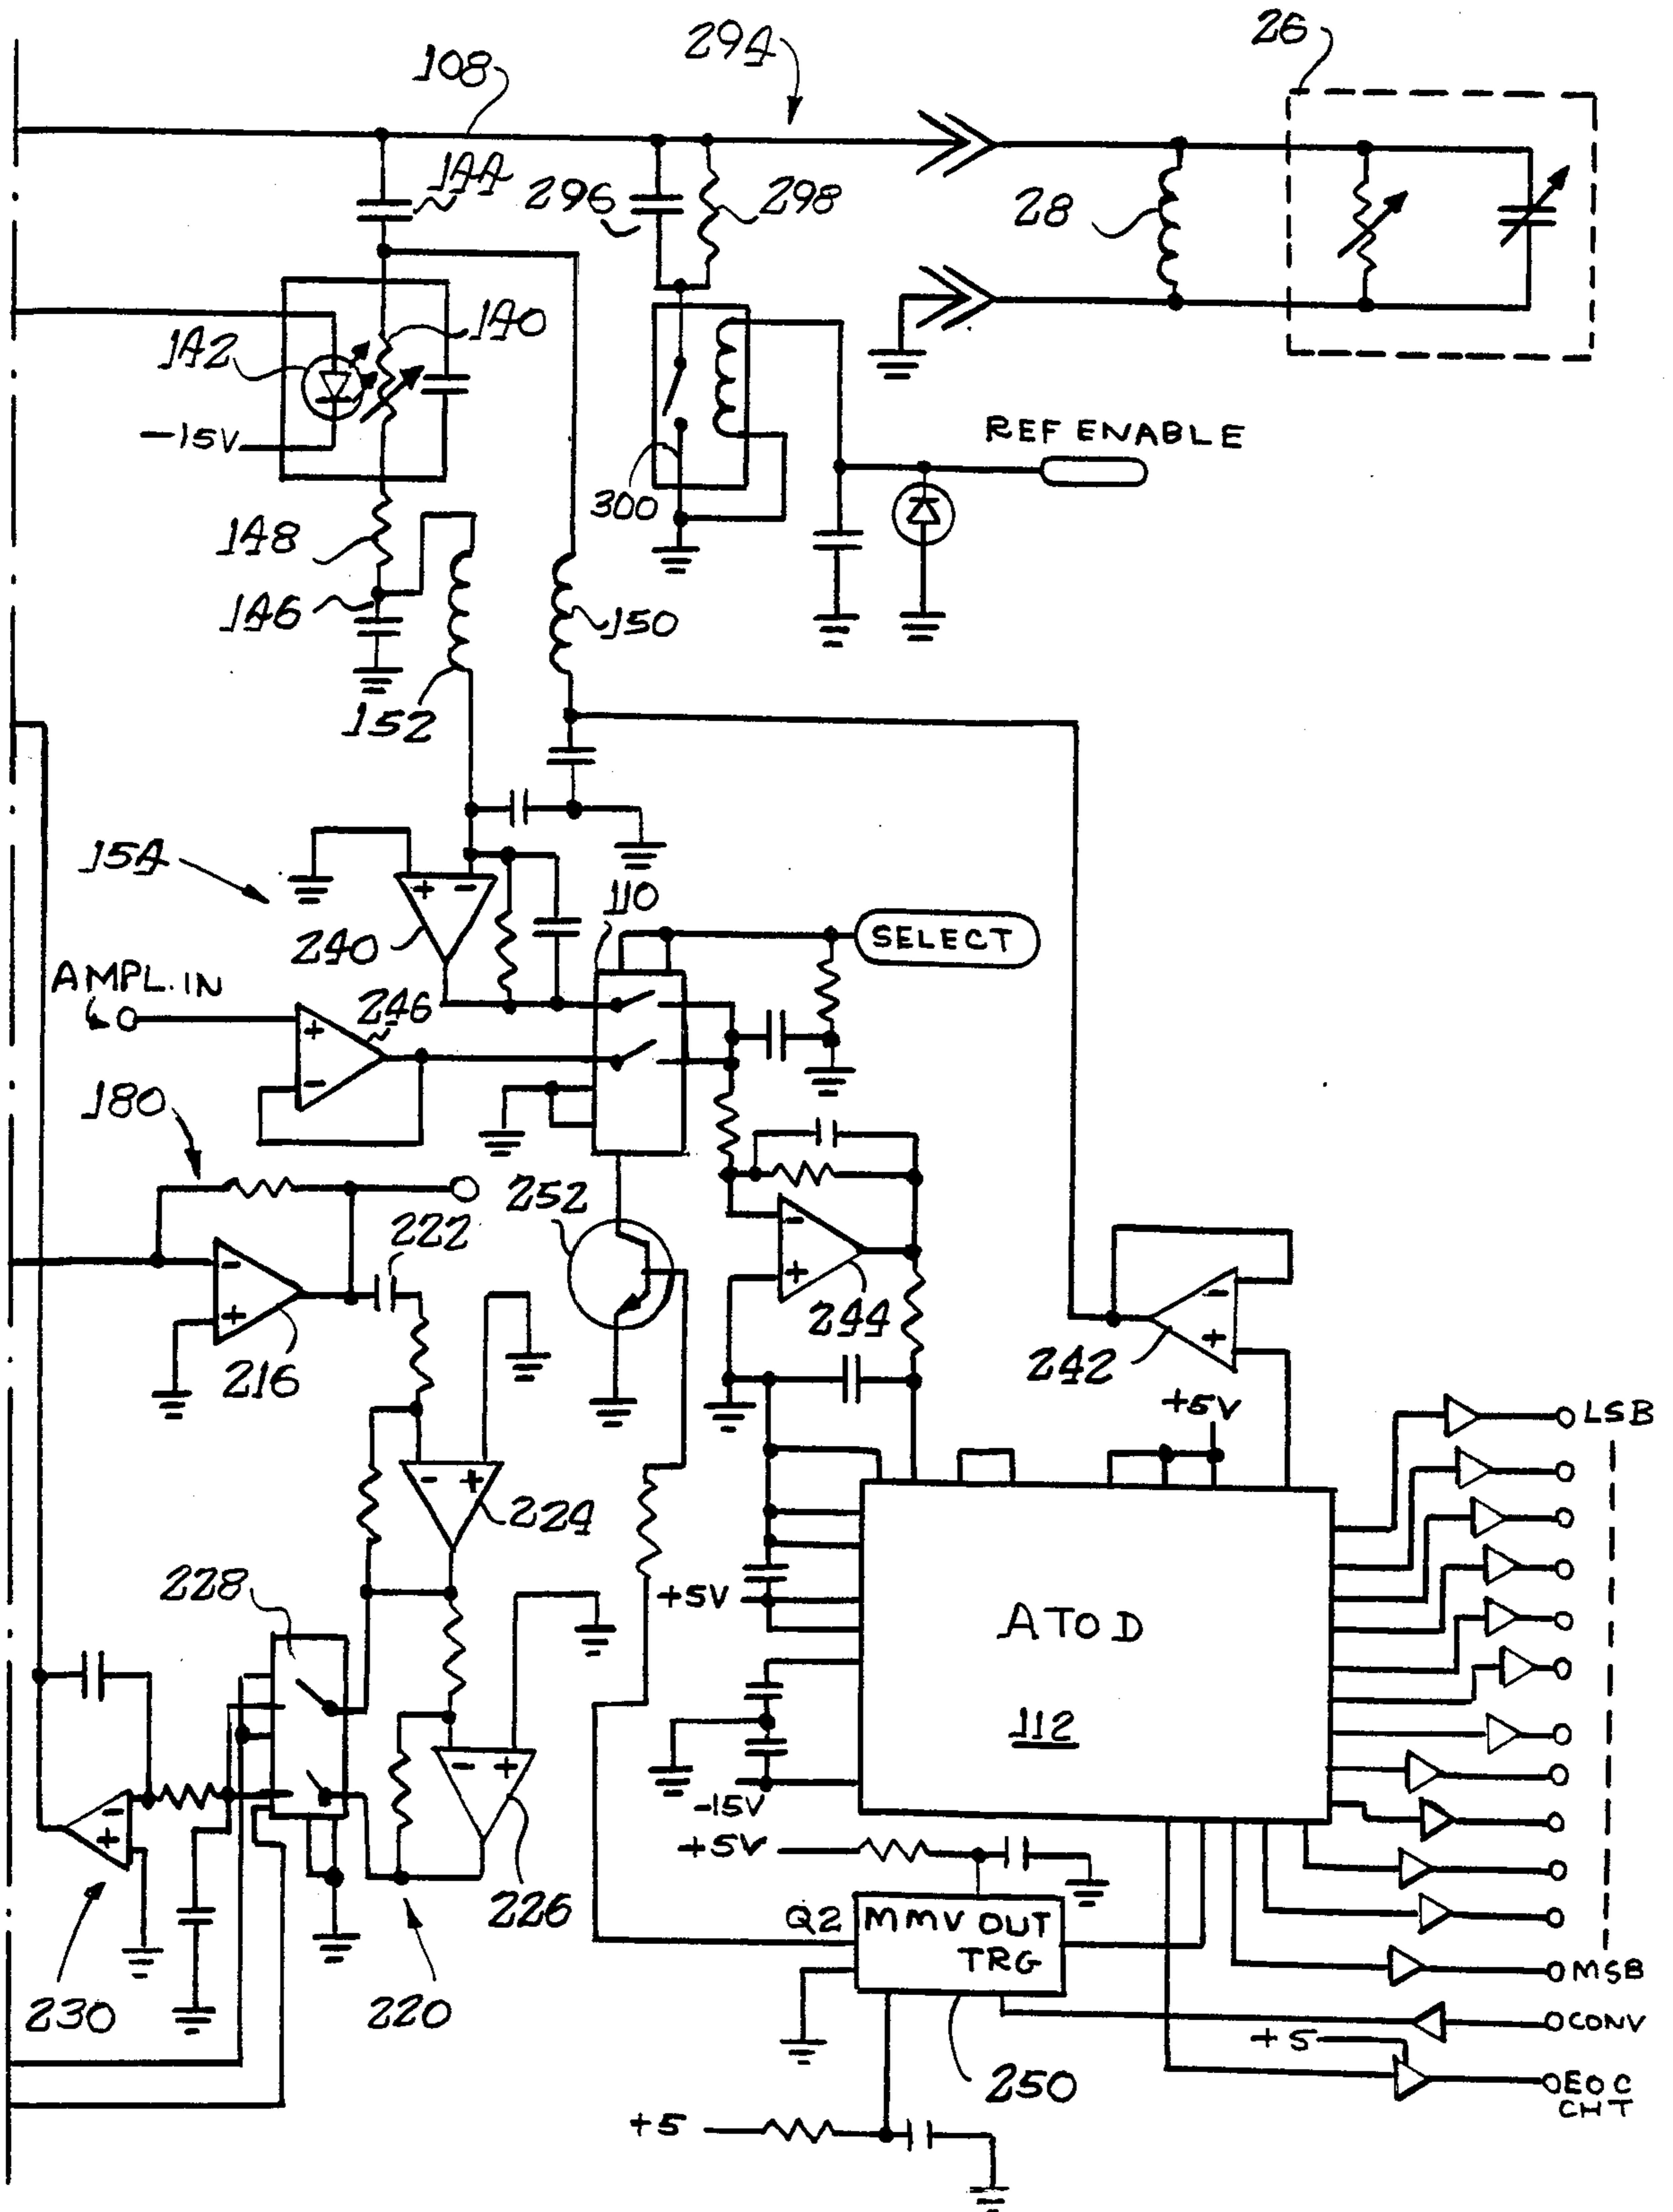 294
26
108
144
296
298
28
142
140
-15V
REF ENABLE
300
148
146
150
152
154
110
240
SELECT
AMPL. IN
246
+
-
+
-
180
252
222
-
+
-
+
244
-
+
216
242
+5V
LSB
-
+
224
228
+5V
A TO D
112
-
+
-15V
-
+
+5V
226
Q2
MMV OUT
TRG
MSB
230
220
CONV
+5
250
EOC
CHT
+5